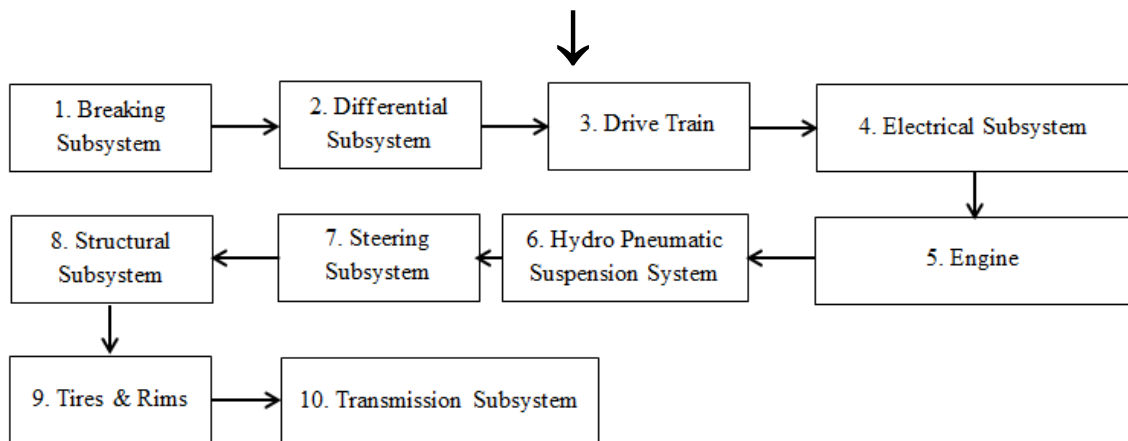 1. Breaking
Subsystem
2. Differential
Subsystem
3. Drive Train
4. Electrical Subsystem
5. Engine
6. Hydro Pneumatic
Suspension System
7. Steering
Subsystem
8. Structural
Subsystem
9. Tires & Rims
10. Transmission Subsystem